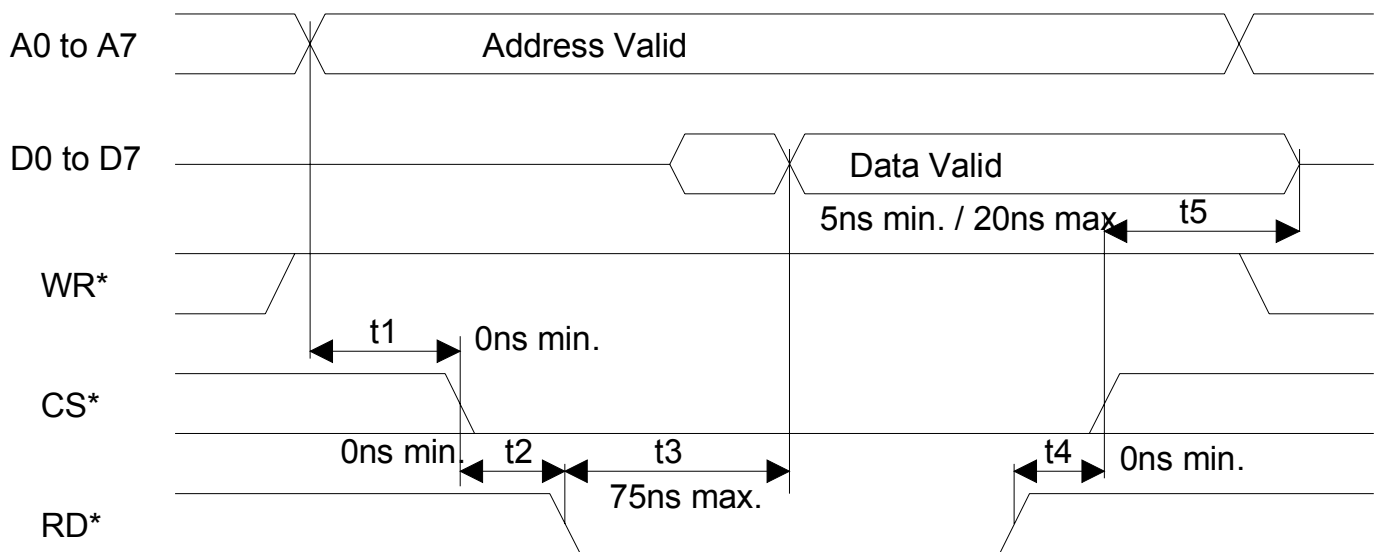 A0 to A7
Address Valid
D0 to D7
Data Valid
5ns min. / 20ns max
t5
WR*
t1
0ns min.
CS*
0ns min.
t2
t3
t4
0ns min.
75ns max.
RD*